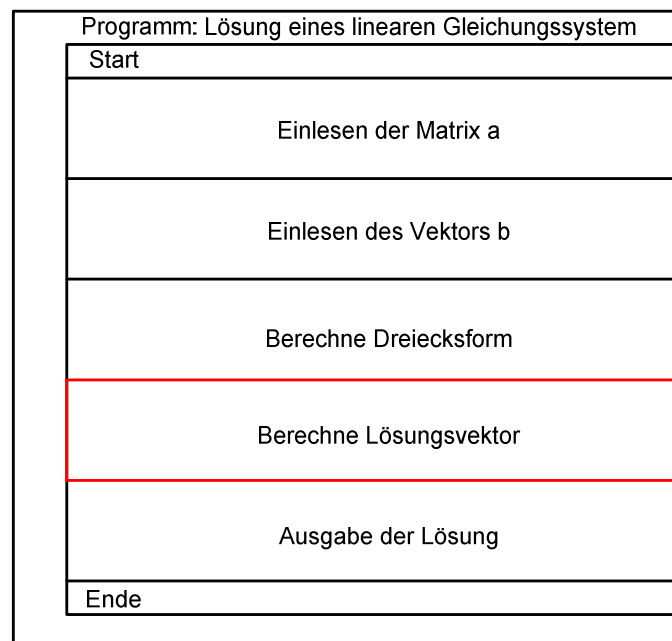 Programm: Lösung eines linearen Gleichungssystem
Start
Einlesen der Matrix a
Einlesen des Vektors b
Berechne Dreiecksform
Berechne Lösungsvektor
Ausgabe der Lösung
Ende